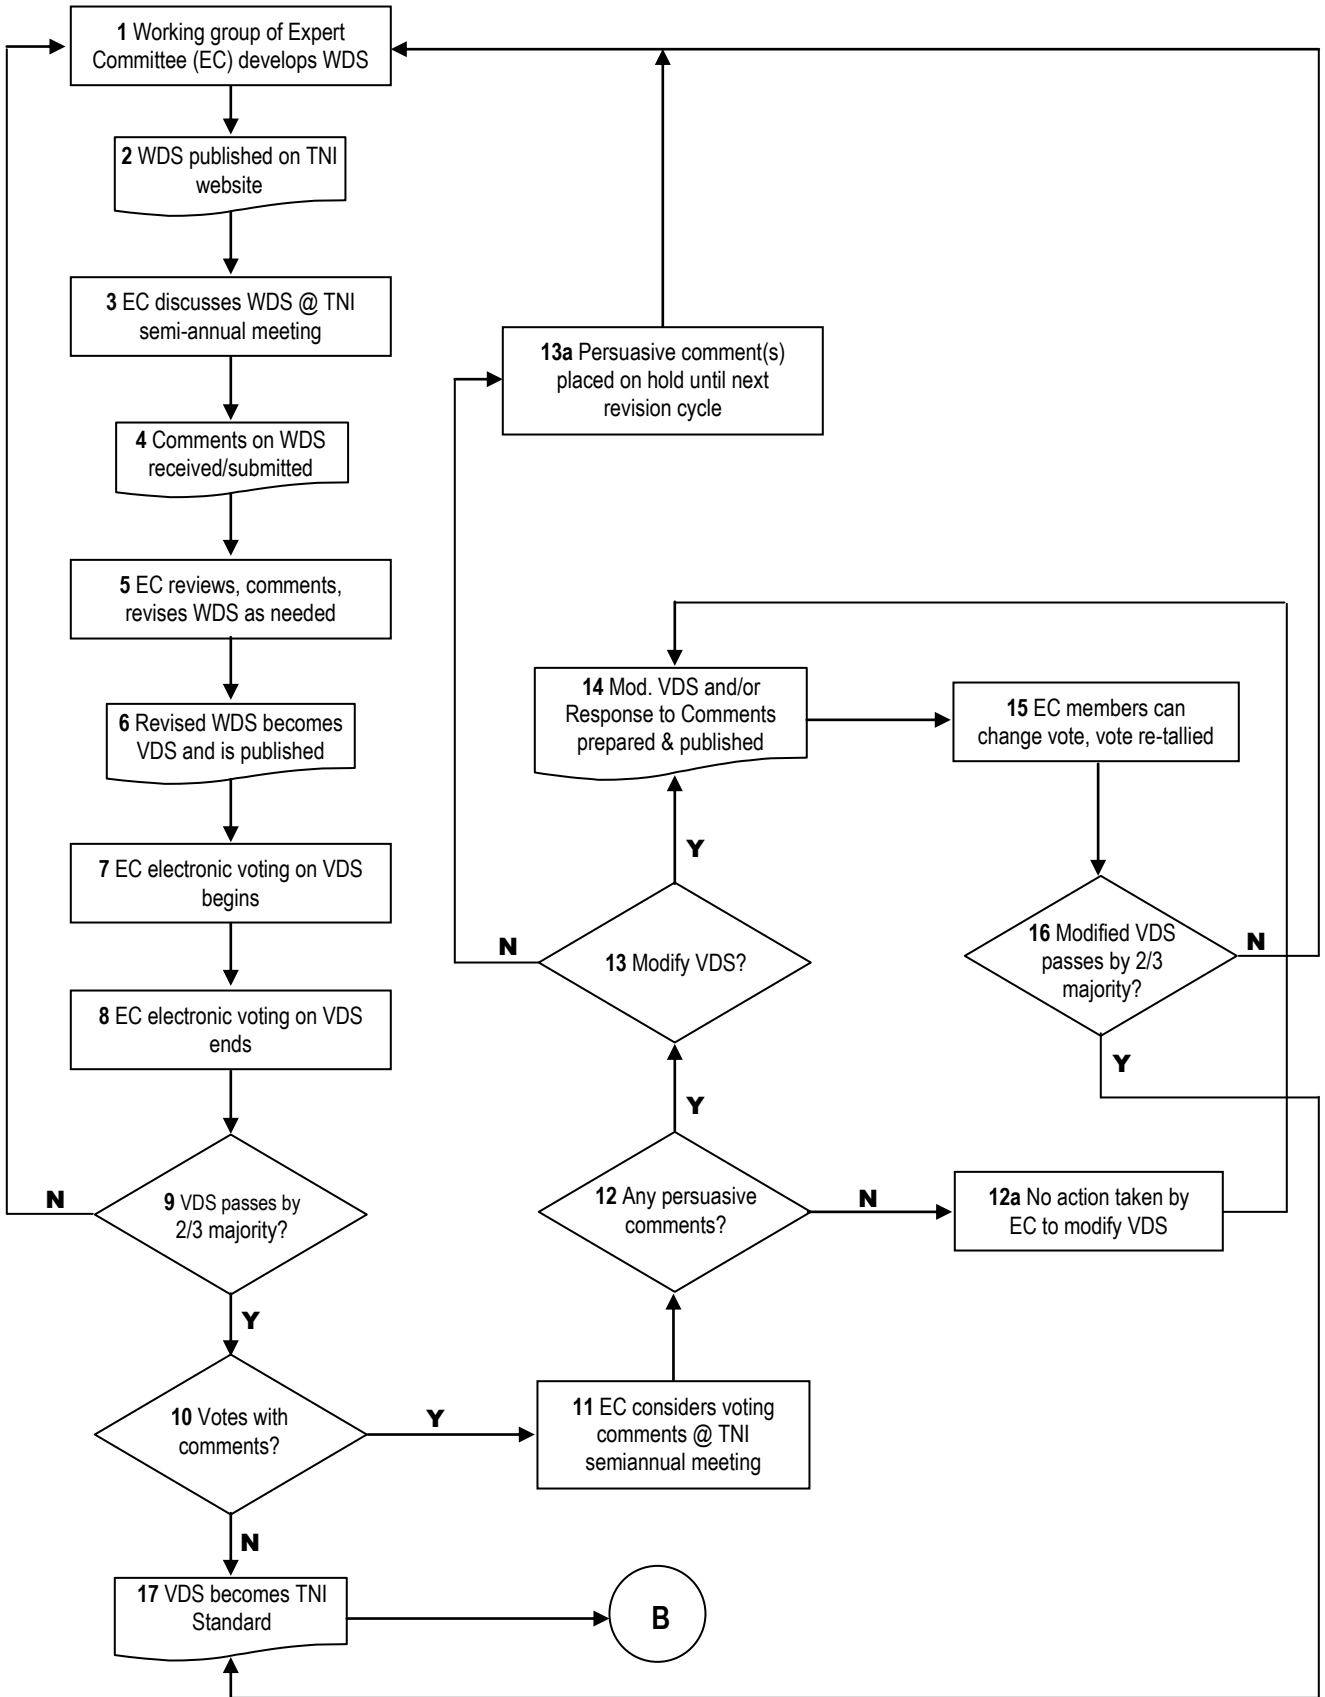 1 Working group of Expert
Committee (EC) develops WDS
2 WDS published on TNI
website
3 EC discusses WDS @ TNI
semi-annual meeting
4 Comments on WDS
received/submitted
5 EC reviews, comments,
revises WDS as needed
6 Revised WDS becomes
VDS and is published
7 EC electronic voting on VDS
begins
8 EC electronic voting on VDS
ends
9 VDS passes by
2/3 majority?
N
Y
10 Votes with
comments?
Y
N
11 EC considers voting
comments @ TNI
semiannual meeting
12 Any persuasive
comments?
N
Y
12a No action taken by
EC to modify VDS
13 Modify VDS?
N
Y
13a Persuasive comment(s)
placed on hold until next
revision cycle
14 Mod. VDS and/or
Response to Comments
prepared & published
15 EC members can
change vote, vote re-tallied
16 Modified VDS
passes by 2/3
majority?
N
Y
17 VDS becomes TNI
Standard
B